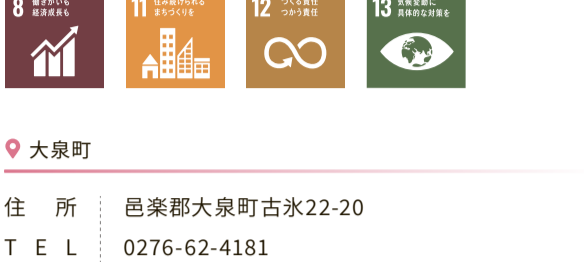 8 働きがいも
経済成長も
11 住み続けられる
まちづくりを
12 つくる責任
つかう責任
13 気候変動に
具体的な対策を
大泉町
住 所 邑楽郡大泉町古氷22-20
T E L 0276-62-4181